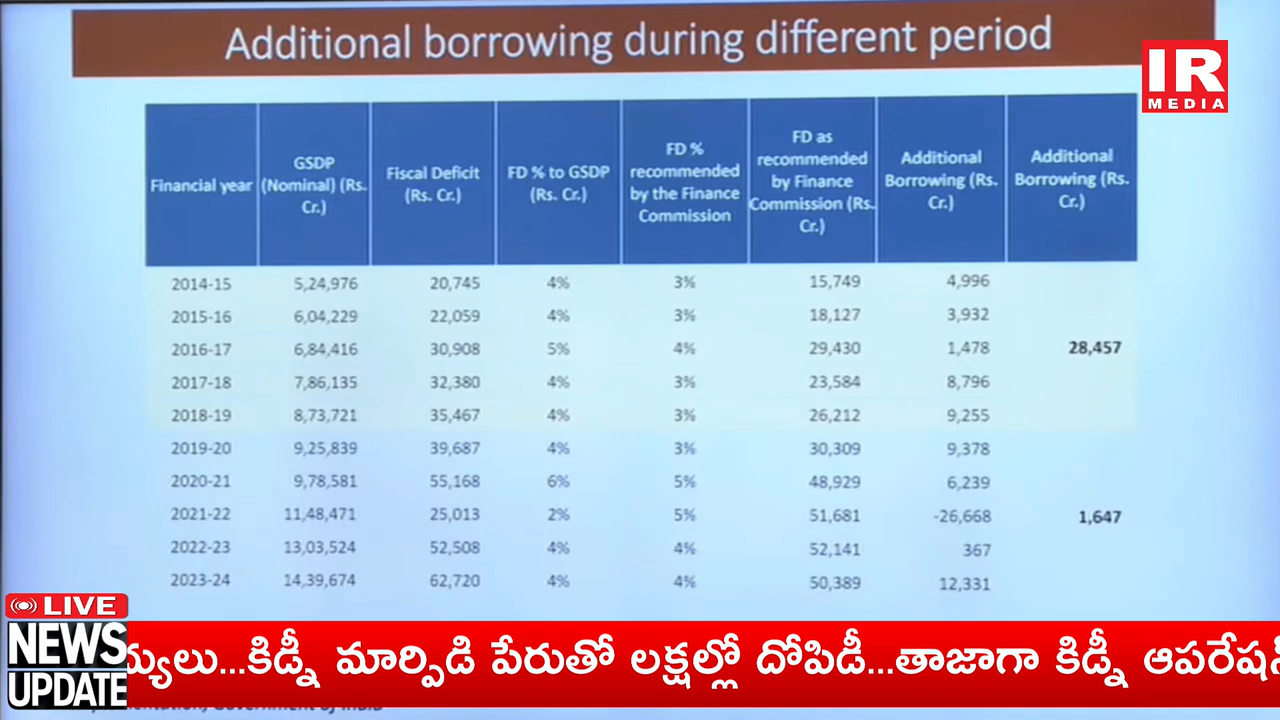 Additional borrowing during different period
IR
MEDIA
Financial year | GSDP (Nominal) (Rs. Cr.) | Fiscal Deficit (Rs. Cr.) | FD % to GSDP (Rs. Cr.) | FD % recommended by the Finance Commission | FD as recommended by Finance Commission (Rs. Cr.) | Additional Borrowing (Rs. Cr.) | Additional Borrowing (Rs. Cr.)
2014-15 5,24,976 20,745 4% 3% 15,749 4,996
2015-16 6,04,229 22,059 4% 3% 18,127 3,932
2016-17 6,84,416 30,908 5% 4% 29,430 1,478 28,457
2017-18 7,86,135 32,380 4% 3% 23,584 8,796
2018-19 8,73,721 35,467 4% 3% 26,212 9,255
2019-20 9,25,839 39,687 4% 3% 30,309 9,378
2020-21 9,78,581 55,168 6% 5% 48,929 6,239
2021-22 11,48,471 25,013 2% 5% 51,681 -26,668 1,647
2022-23 13,03,524 52,508 4% 4% 52,141 367
2023-24 14,39,674 62,720 4% 4% 50,389 12,331
LIVE
NEWS
UPDATE
కిడ్నీ మార్పిడి పేరుతో లక్షల్లో దోపిడీ...తాజాగా కిడ్నీ